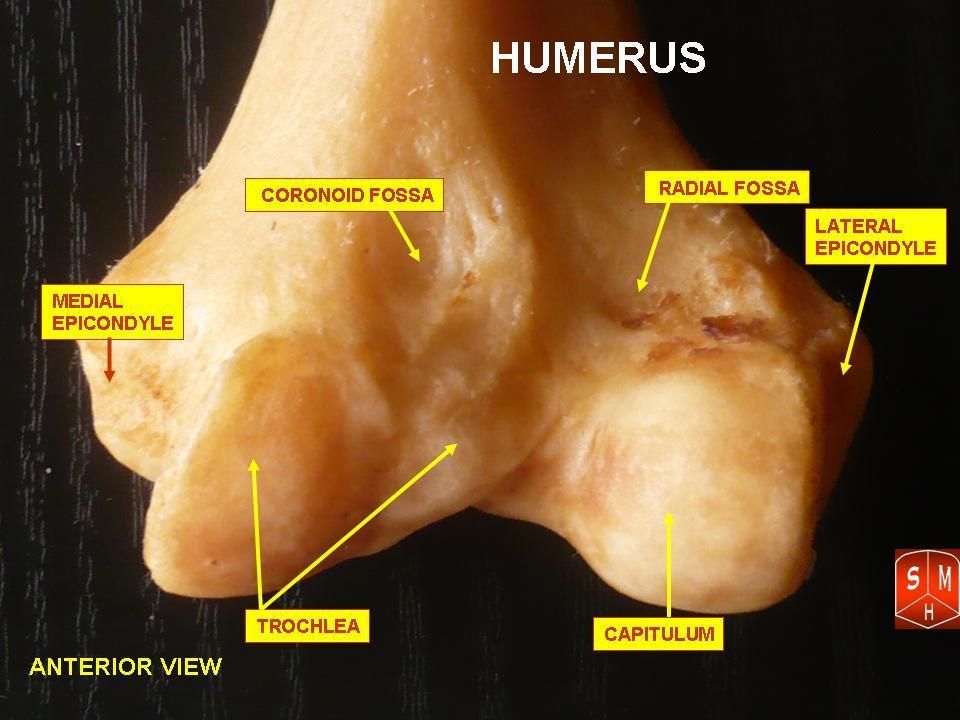 HUMERUS
CORONOID FOSSA
RADIAL FOSSA
LATERAL
EPICONDYLE
MEDIAL
EPICONDYLE
TROCHLEA
CAPITULUM
ANTERIOR VIEW
S M
H